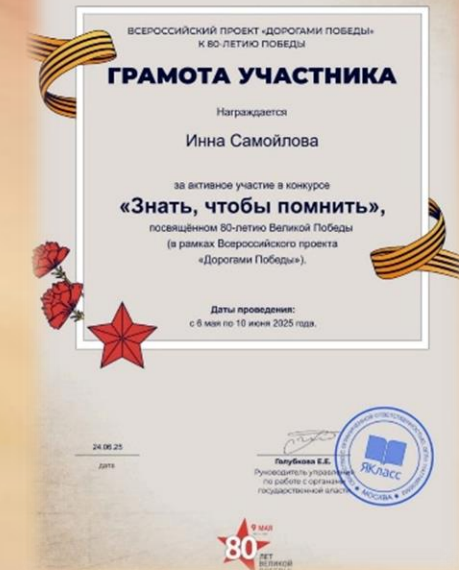 ВСЕРОССИЙСКИЙ ПРОЕКТ «ДОРОГАМИ ПОБЕДЫ»
К 80-ЛЕТИЮ ПОБЕДЫ
ГРАМОТА УЧАСТНИКА
Награждается
Инна Самойлова
за активное участие в конкурсе
«Знать, чтобы помнить»,
посвящённом 80-летию Великой Победы
(в рамках Всероссийского проекта
«Дорогами Победы»).
Даты проведения:
с 6 мая по 10 июня 2025 года.
24.06.25
дата
Голубкова Е.Е.
Руководитель управления
по работе с органами
государственной власти
ЯКласс
МОСКВА
9 МАЯ
80
ЛЕТ
ВЕЛИКОЙ